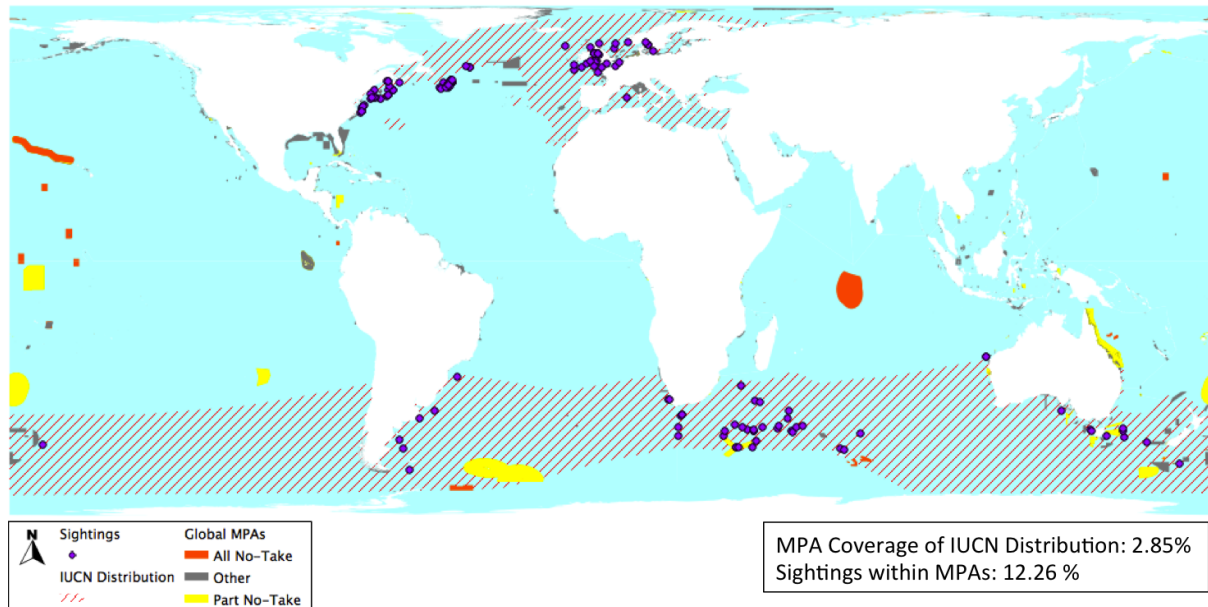 N
Sightings
IUCN Distribution
Global MPAs
All No-Take
Other
Part No-Take
MPA Coverage of IUCN Distribution: 2.85%
Sightings within MPAs: 12.26 %